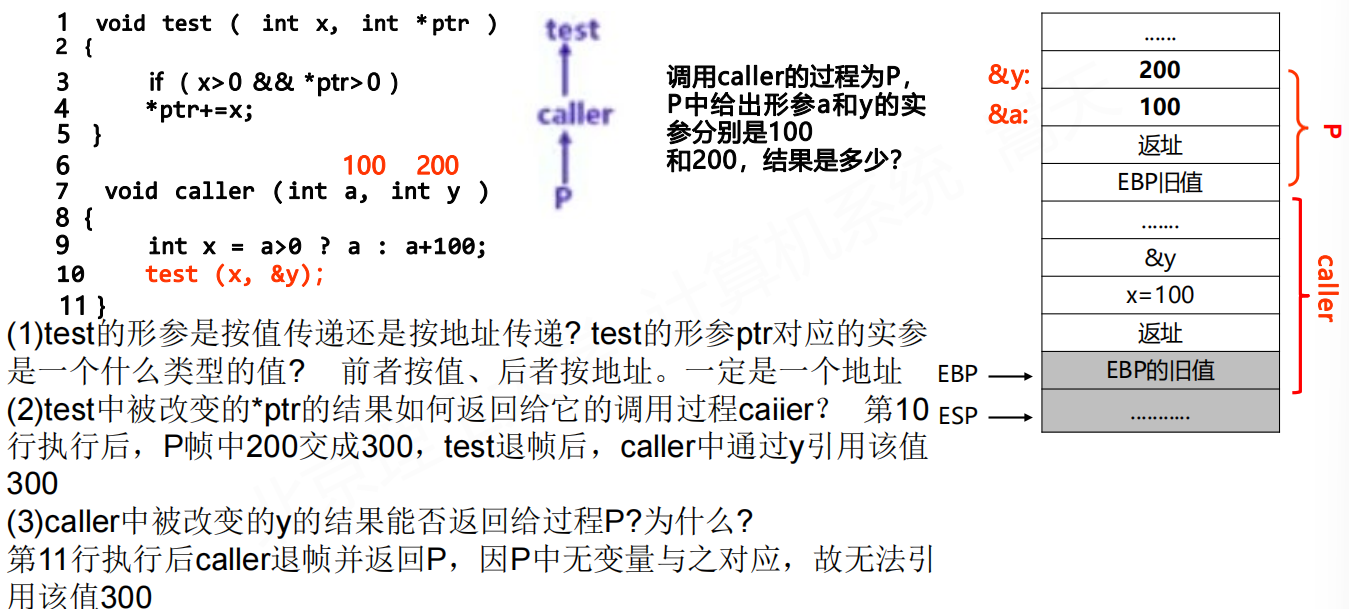 1 void test ( int x, int *ptr )
2 {
3 if ( x>0 && *ptr>0 )
4 *ptr+=x;
5 }
6 100 200
7 void caller (int a, int y )
8 {
9 int x = a>0 ? a : a+100;
10 test (x, &y);
11 }
test
caller
P
调用caller的过程为P，
P中给出形参a和y的实
参分别是100
和200，结果是多少？
......
&y: 200
&a: 100
返址
EBP旧值
P
.......
&y
x=100
返址
EBP → EBP的旧值
caller
ESP → ...........
(1)test的形参是按值传递还是按地址传递？test的形参ptr对应的实参
是一个什么类型的值？ 前者按值、后者按地址。一定是一个地址
(2)test中被改变的*ptr的结果如何返回给它的调用过程caiier？ 第10
行执行后，P帧中200交成300，test退帧后，caller中通过y引用该值
300
(3)caller中被改变的y的结果能否返回给过程P?为什么?
第11行执行后caller退帧并返回P，因P中无变量与之对应，故无法引
用该值300
计算机系统